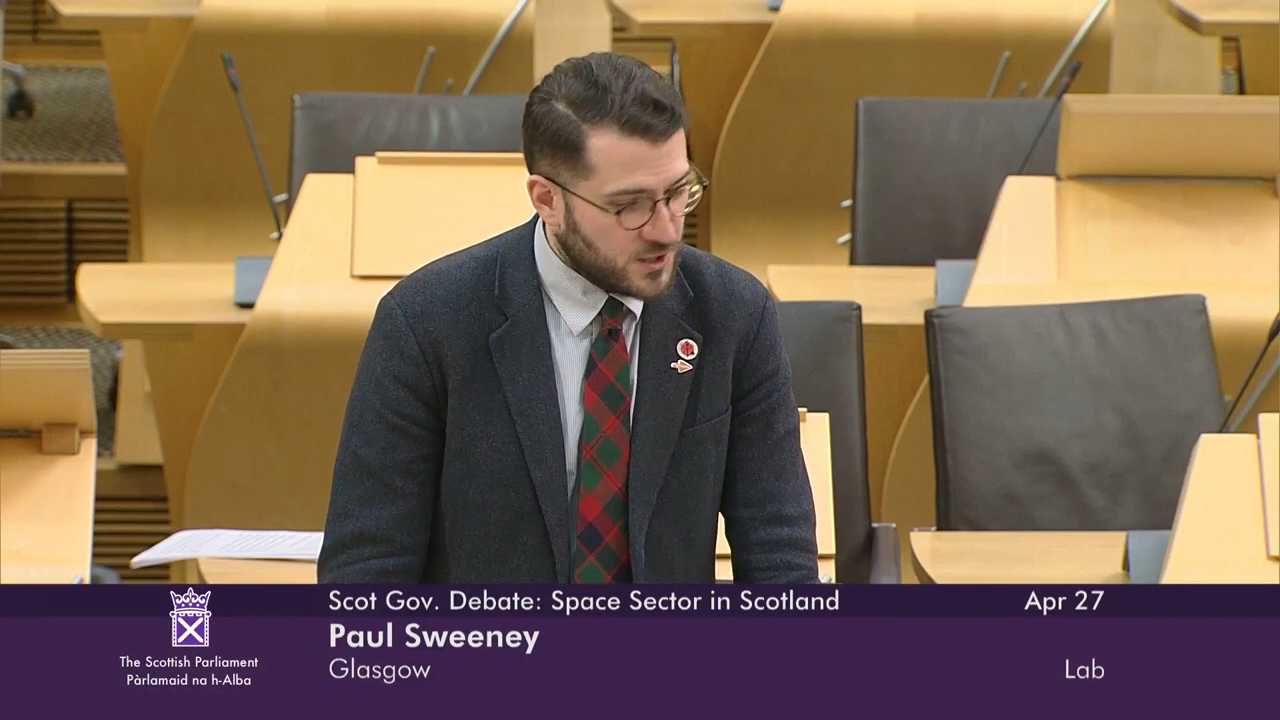 Scot Gov. Debate: Space Sector in Scotland
Apr 27
Paul Sweeney
Glasgow
Lab
The Scottish Parliament
Pàrlamaid na h-Alba